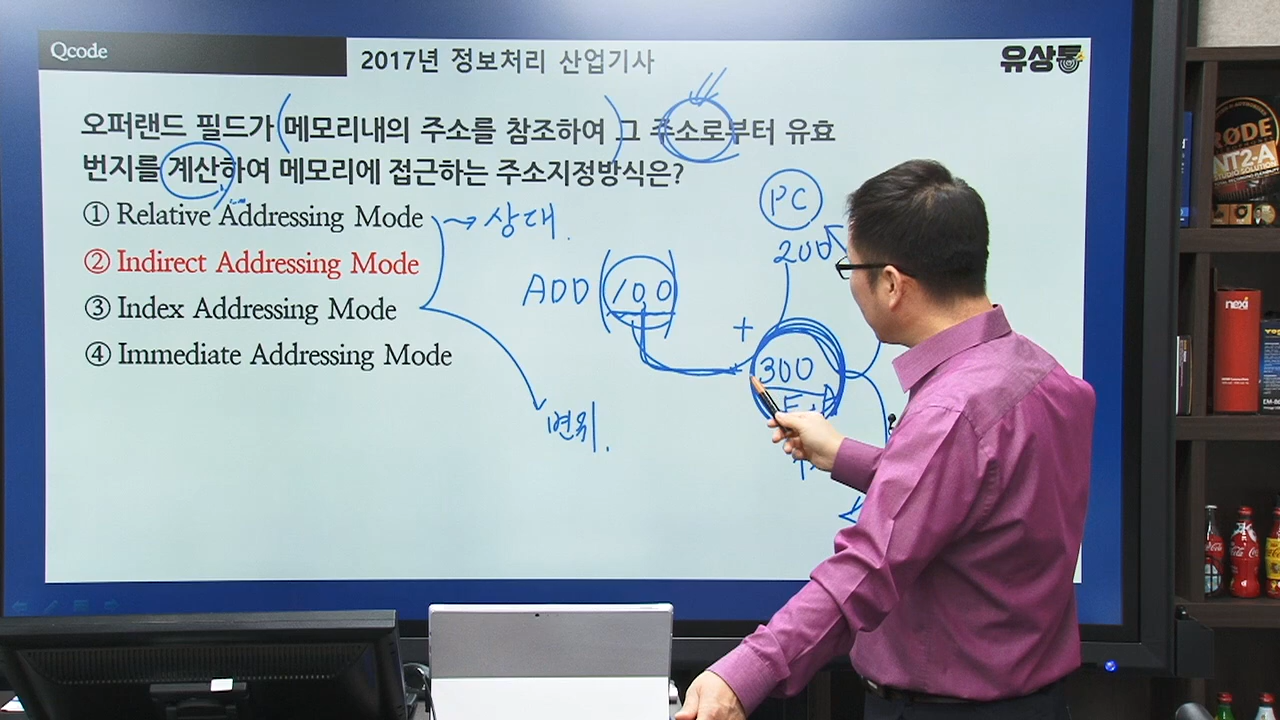 Qcode
2017년 정보처리 산업기사
유상통
오퍼랜드 필드가 메모리내의 주소를 참조하여 그 주소로부터 유효
번지를 계산하여 메모리에 접근하는 주소지정방식은?
① Relative Addressing Mode
② Indirect Addressing Mode
③ Index Addressing Mode
④ Immediate Addressing Mode
→ 상대.
변위.
ADD (100)
PC
200
+
300
RØDE
NT2-A
nexi